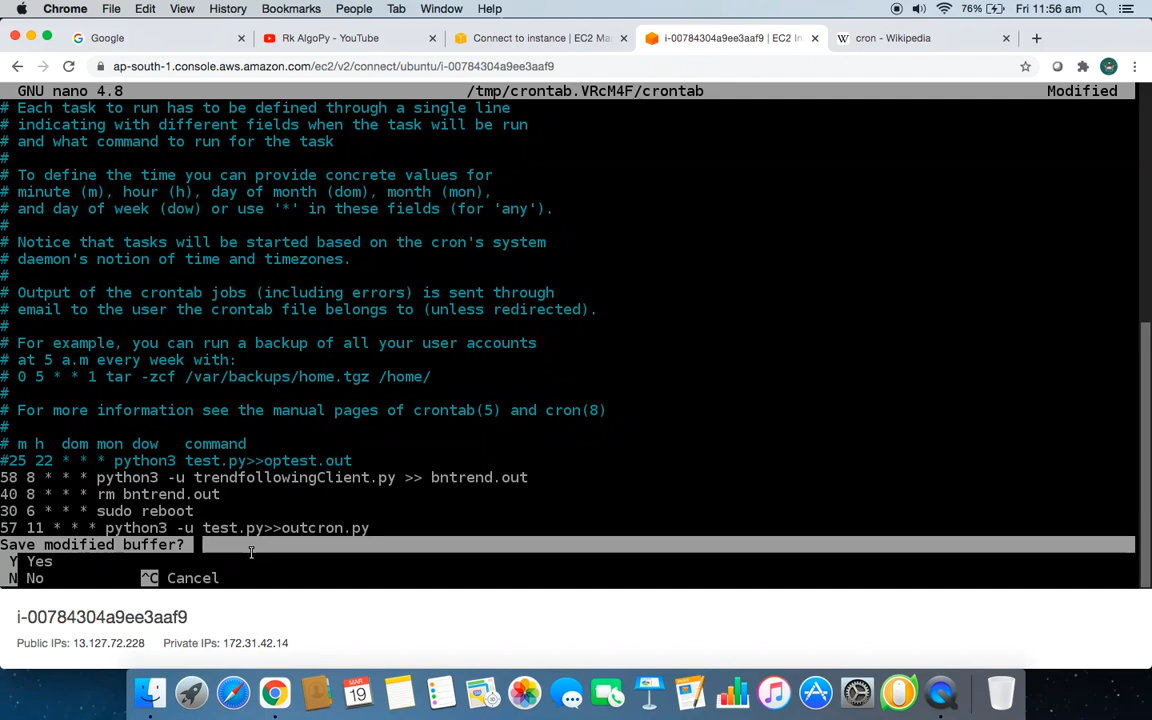 Chrome File Edit View History Bookmarks People Tab Window Help 76% Fri 11:56 am
Google Rk AlgoPy - YouTube Connect to instance | EC2 Ma i-00784304a9ee3aaf9 | EC2 In cron - Wikipedia
ap-south-1.console.aws.amazon.com/ec2/v2/connect/ubuntu/i-00784304a9ee3aaf9
GNU nano 4.8 /tmp/crontab.VRcM4F/crontab Modified
# Each task to run has to be defined through a single line
# indicating with different fields when the task will be run
# and what command to run for the task
#
# To define the time you can provide concrete values for
# minute (m), hour (h), day of month (dom), month (mon),
# and day of week (dow) or use '*' in these fields (for 'any').
#
# Notice that tasks will be started based on the cron's system
# daemon's notion of time and timezones.
#
# Output of the crontab jobs (including errors) is sent through
# email to the user the crontab file belongs to (unless redirected).
#
# For example, you can run a backup of all your user accounts
# at 5 a.m every week with:
# 0 5 * * 1 tar -zcf /var/backups/home.tgz /home/
#
# For more information see the manual pages of crontab(5) and cron(8)
#
# m h  dom mon dow   command
#25 22 * * * python3 test.py>>optest.out
58 8 * * * python3 -u trendfollowingClient.py >> bntrend.out
40 8 * * * rm bntrend.out
30 6 * * * sudo reboot
57 11 * * * python3 -u test.py>>outcron.py
Save modified buffer?
Y Yes
N No ^C Cancel
i-00784304a9ee3aaf9
Public IPs: 13.127.72.228 Private IPs: 172.31.42.14
MAR
19